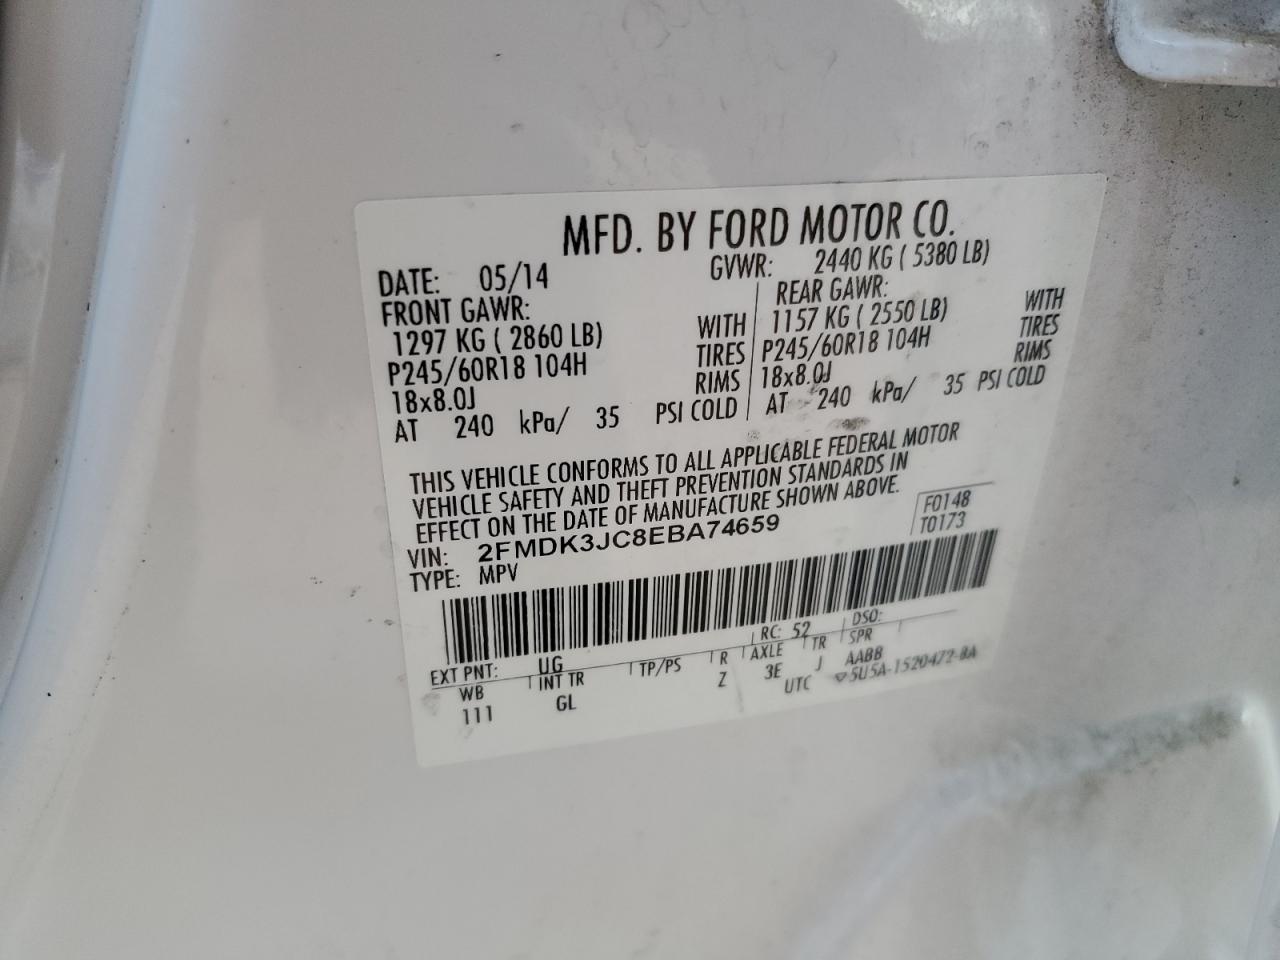 MFD. BY FORD MOTOR CO.
DATE: 05/14 GVWR: 2440 KG ( 5380 LB)
FRONT GAWR: REAR GAWR:
1297 KG ( 2860 LB) WITH 1157 KG ( 2550 LB) WITH
P245/60R18 104H TIRES P245/60R18 104H TIRES
18x8.0J RIMS 18x8.0J RIMS
AT 240 kPa/ 35 PSI COLD AT 240 kPa/ 35 PSI COLD
THIS VEHICLE CONFORMS TO ALL APPLICABLE FEDERAL MOTOR
VEHICLE SAFETY AND THEFT PREVENTION STANDARDS IN
EFFECT ON THE DATE OF MANUFACTURE SHOWN ABOVE.
VIN: 2FMDK3JC8EBA74659 F0148
TYPE: MPV T0173
EXT PNT: UG RC: 52 DSO:
WB INT TR TP/PS R AXLE TR SPR
111 GL Z 3E J AABB
UTC ▽5U5A-1520472-BA